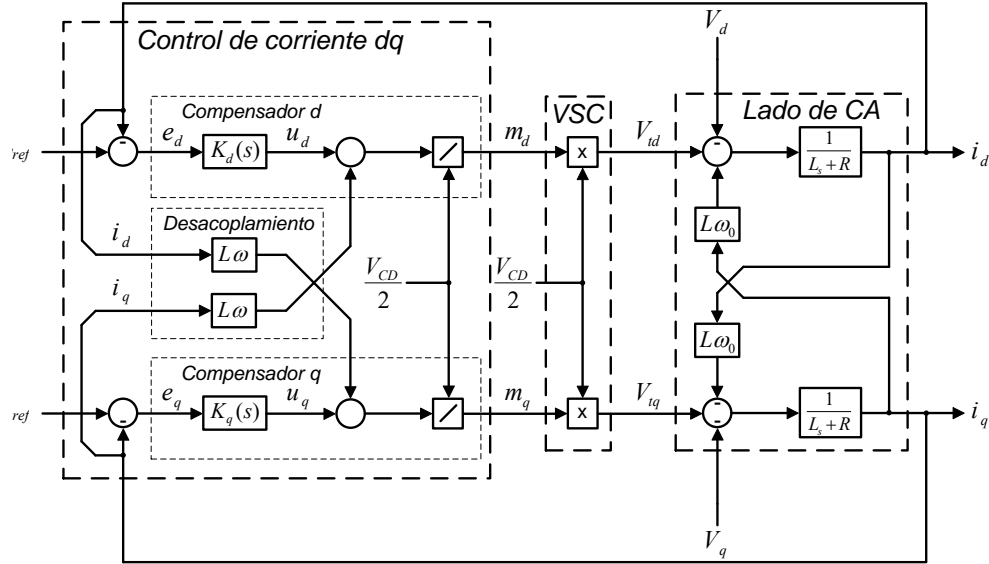 Control de corriente dq
V_d
Compensador d
VSC
Lado de CA
ref
-
e_d
K_d(s)
u_d
m_d
x
V_td
-
1
L_s+R
i_d
Desacoplamiento
i_d
Lω
Lω_0
V_CD
2
V_CD
2
i_q
Lω
Lω_0
Compensador q
ref
-
e_q
K_q(s)
u_q
m_q
x
V_tq
-
-
1
L_s+R
i_q
V_q